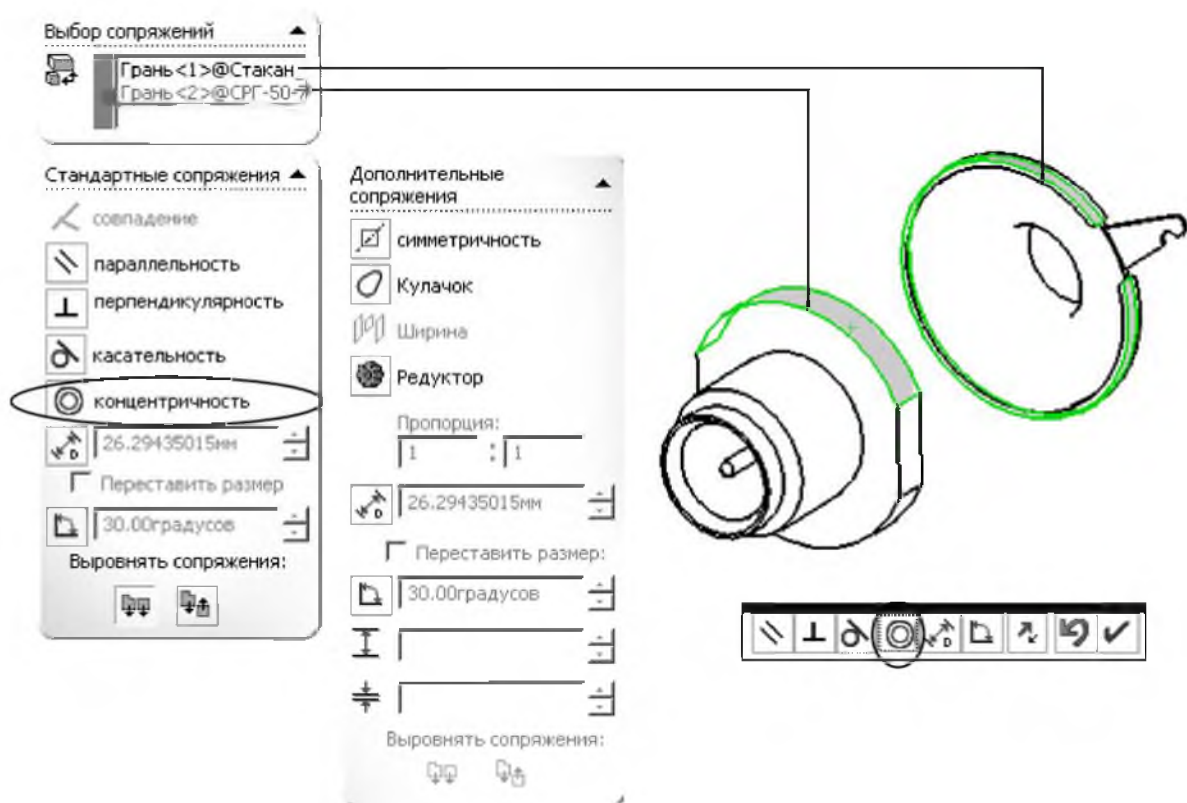 Выбор сопряжений
Грань<1>@Стакан_
Грань<2>@СРГ-50-7
Стандартные сопряжения
совпадение
параллельность
перпендикулярность
касательность
концентричность
26.29435015мм
Переставить размер
30.00градусов
Выровнять сопряжения:
Дополнительные
сопряжения
симметричность
Кулачок
Ширина
Редуктор
Пропорция:
1 : 1
26.29435015мм
Переставить размер:
30.00градусов
Выровнять сопряжения: